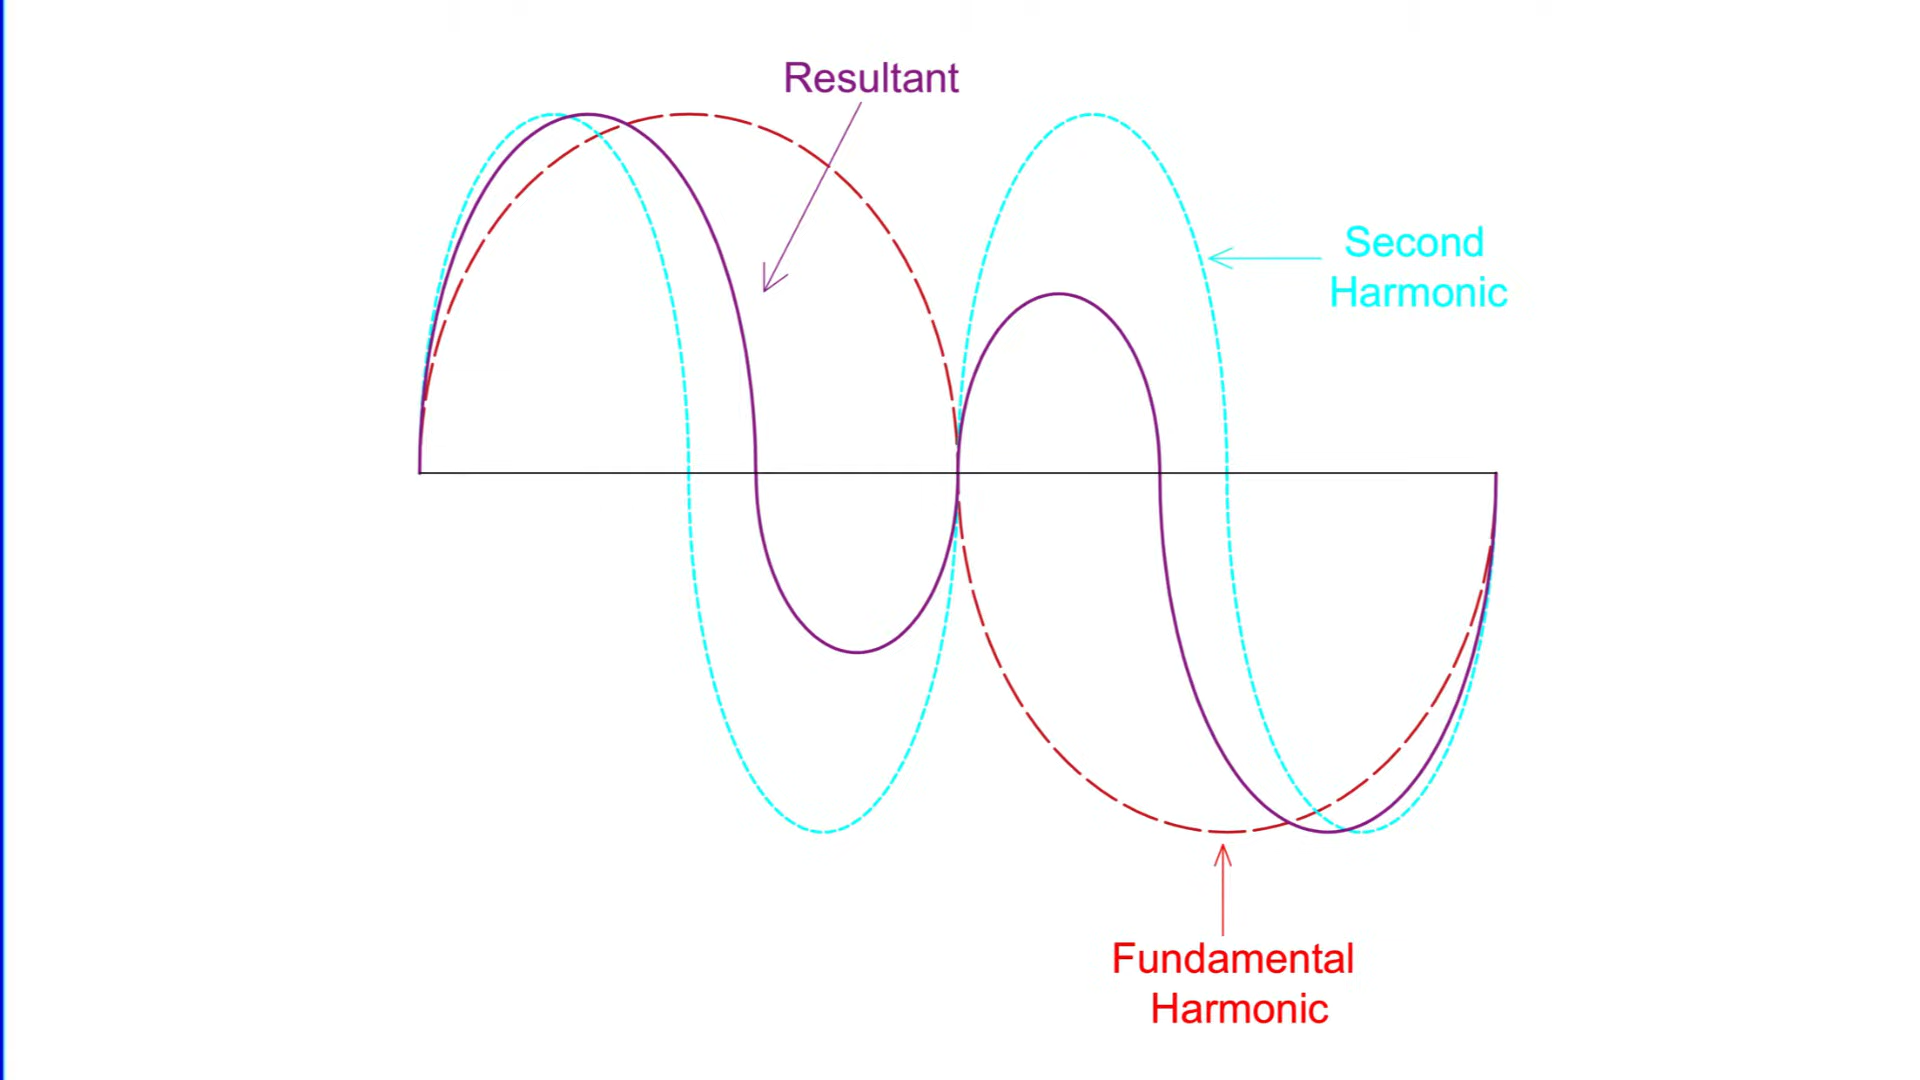 Resultant
Second
Harmonic
Fundamental
Harmonic